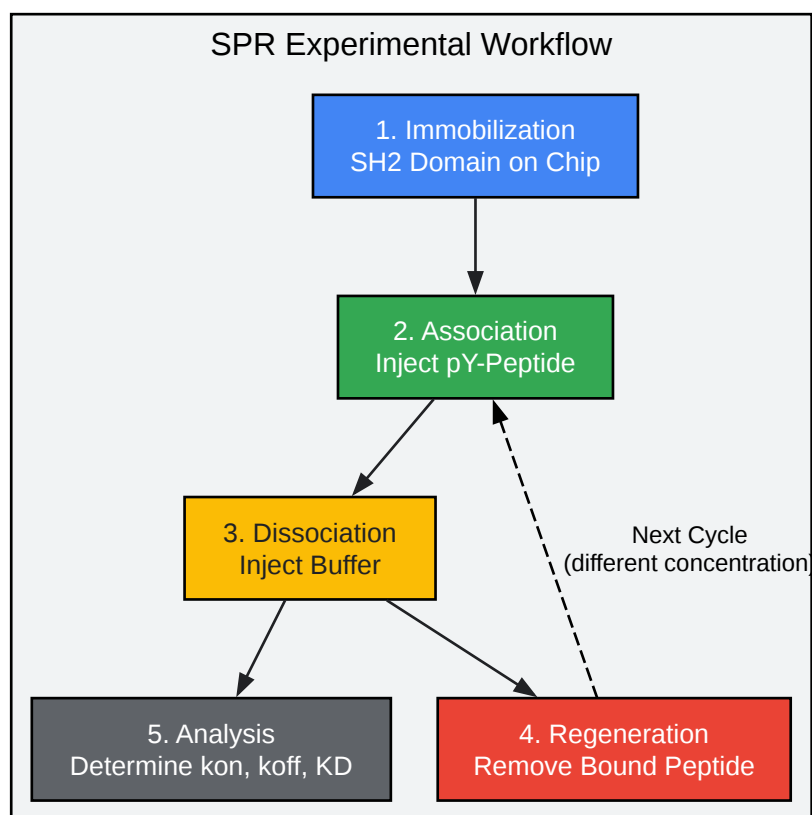 SPR Experimental Workflow
1. Immobilization
SH2 Domain on Chip
2. Association
Inject pY-Peptide
3. Dissociation
Inject Buffer
Next Cycle
(different concentration)
5. Analysis
Determine kon, koff, KD
4. Regeneration
Remove Bound Peptide